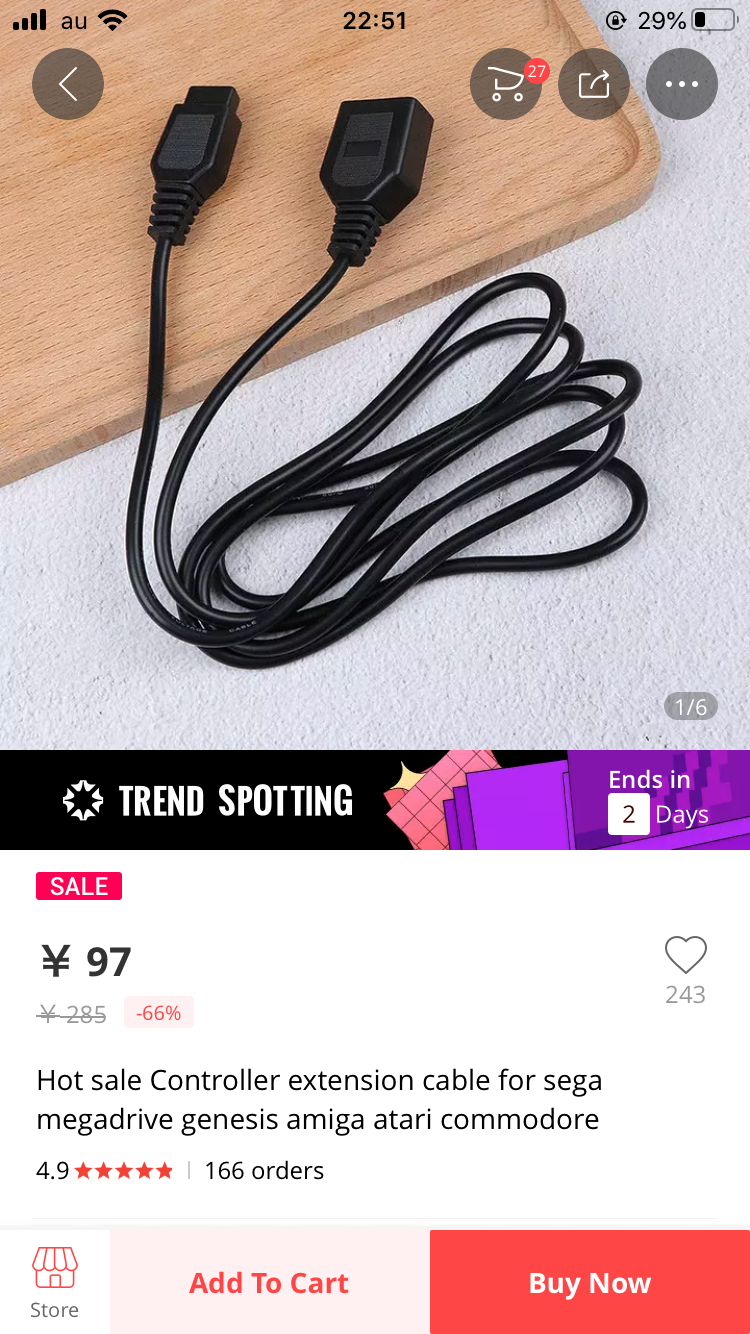 au
22:51
29%
27
1/6
TREND SPOTTING
Ends in
2 Days
SALE
¥ 97
¥ 285
-66%
243
Hot sale Controller extension cable for sega
megadrive genesis amiga atari commodore
4.9
166 orders
Store
Add To Cart
Buy Now